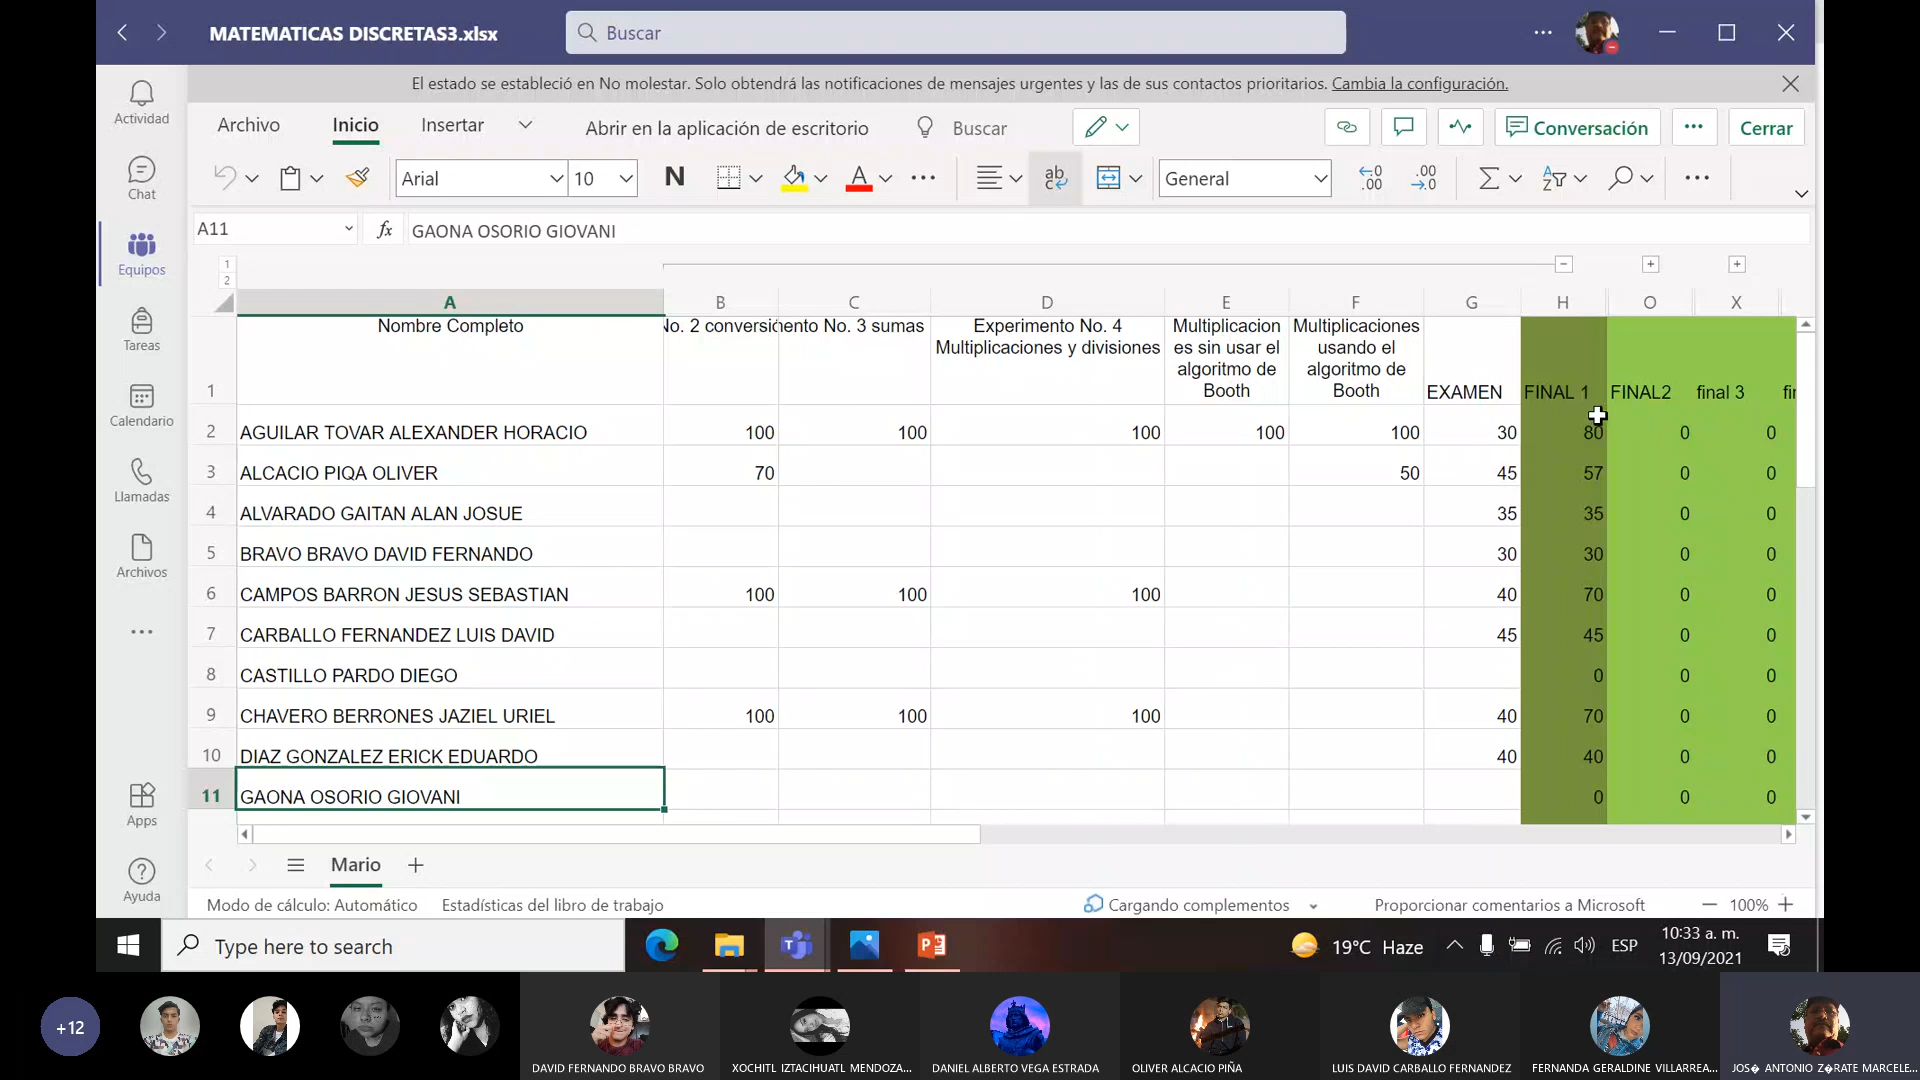 MATEMATICAS DISCRETAS3.xlsx
Buscar
El estado se estableció en No molestar. Solo obtendrá las notificaciones de mensajes urgentes y las de sus contactos prioritarios. Cambia la configuración.
Actividad
Chat
Equipos
Tareas
Calendario
Llamadas
Archivos
Apps
Ayuda
Archivo Inicio Insertar Abrir en la aplicación de escritorio Buscar Conversación Cerrar
Arial 10 N General
A11 fx GAONA OSORIO GIOVANI
1
2
A B C D E F G H O X
1 Nombre Completo No. 2 conversi ento No. 3 sumas Experimento No. 4 Multiplicaciones y divisiones Multiplicacion es sin usar el algoritmo de Booth Multiplicaciones usando el algoritmo de Booth EXAMEN FINAL 1 FINAL2 final 3 fin
2 AGUILAR TOVAR ALEXANDER HORACIO 100 100 100 100 100 30 80 0 0
3 ALCACIO PIQA OLIVER 70 50 45 57 0 0
4 ALVARADO GAITAN ALAN JOSUE 35 35 0 0
5 BRAVO BRAVO DAVID FERNANDO 30 30 0 0
6 CAMPOS BARRON JESUS SEBASTIAN 100 100 100 40 70 0 0
7 CARBALLO FERNANDEZ LUIS DAVID 45 45 0 0
8 CASTILLO PARDO DIEGO 0 0 0
9 CHAVERO BERRONES JAZIEL URIEL 100 100 100 40 70 0 0
10 DIAZ GONZALEZ ERICK EDUARDO 40 40 0 0
11 GAONA OSORIO GIOVANI 0 0 0
Mario
Modo de cálculo: Automático Estadísticas del libro de trabajo Cargando complementos Proporcionar comentarios a Microsoft 100%
Type here to search
19°C Haze ESP
10:33 a. m.
13/09/2021
+12
DAVID FERNANDO BRAVO BRAVO
XOCHITL IZTACIHUATL MENDOZA...
DANIEL ALBERTO VEGA ESTRADA
OLIVER ALCACIO PIÑA
LUIS DAVID CARBALLO FERNANDEZ
FERNANDA GERALDINE VILLARREA...
JOS� ANTONIO Z�RATE MARCELE...